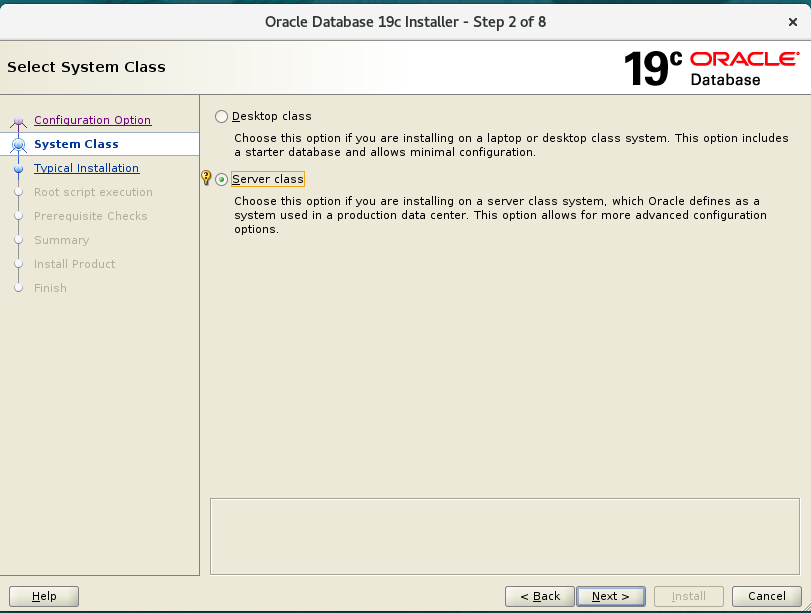 Oracle Database 19c Installer - Step 2 of 8
Select System Class
19c ORACLE
Database
Configuration Option
System Class
Typical Installation
Root script execution
Prerequisite Checks
Summary
Install Product
Finish
Desktop class
Choose this option if you are installing on a laptop or desktop class system. This option includes
a starter database and allows minimal configuration.
Server class
Choose this option if you are installing on a server class system, which Oracle defines as a
system used in a production data center. This option allows for more advanced configuration
options.
Help
< Back
Next >
Install
Cancel